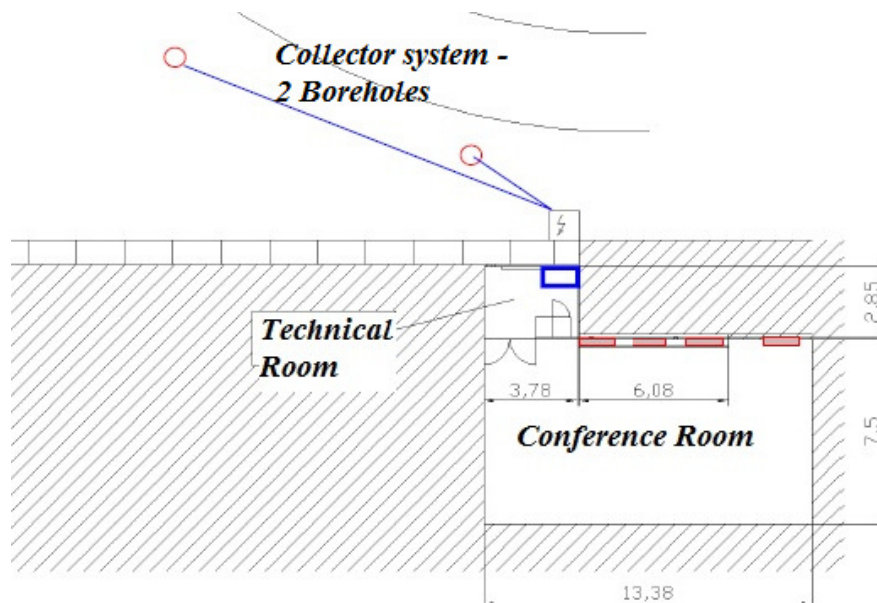 Collector system -
2 Boreholes
Technical
Room
2,85
3,78
6,08
Conference Room
7,5
13,38